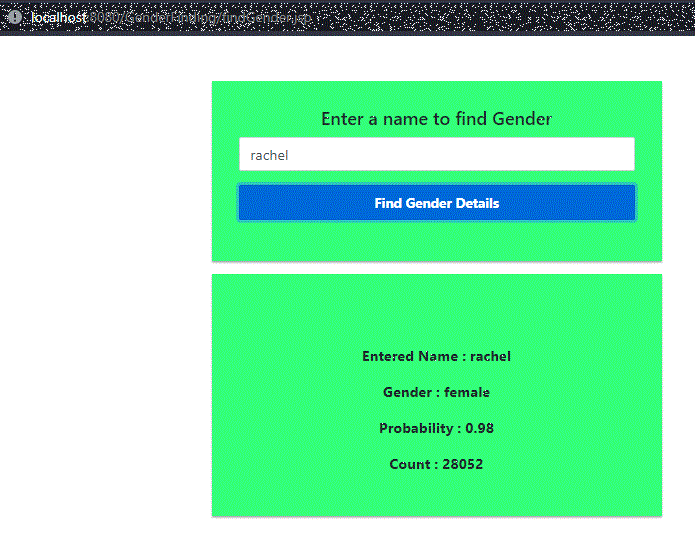 localhost:8080/GenderFinding/findGender.jsp
Enter a name to find Gender
rachel
Find Gender Details
Entered Name : rachel
Gender : female
Probability : 0.98
Count : 28052